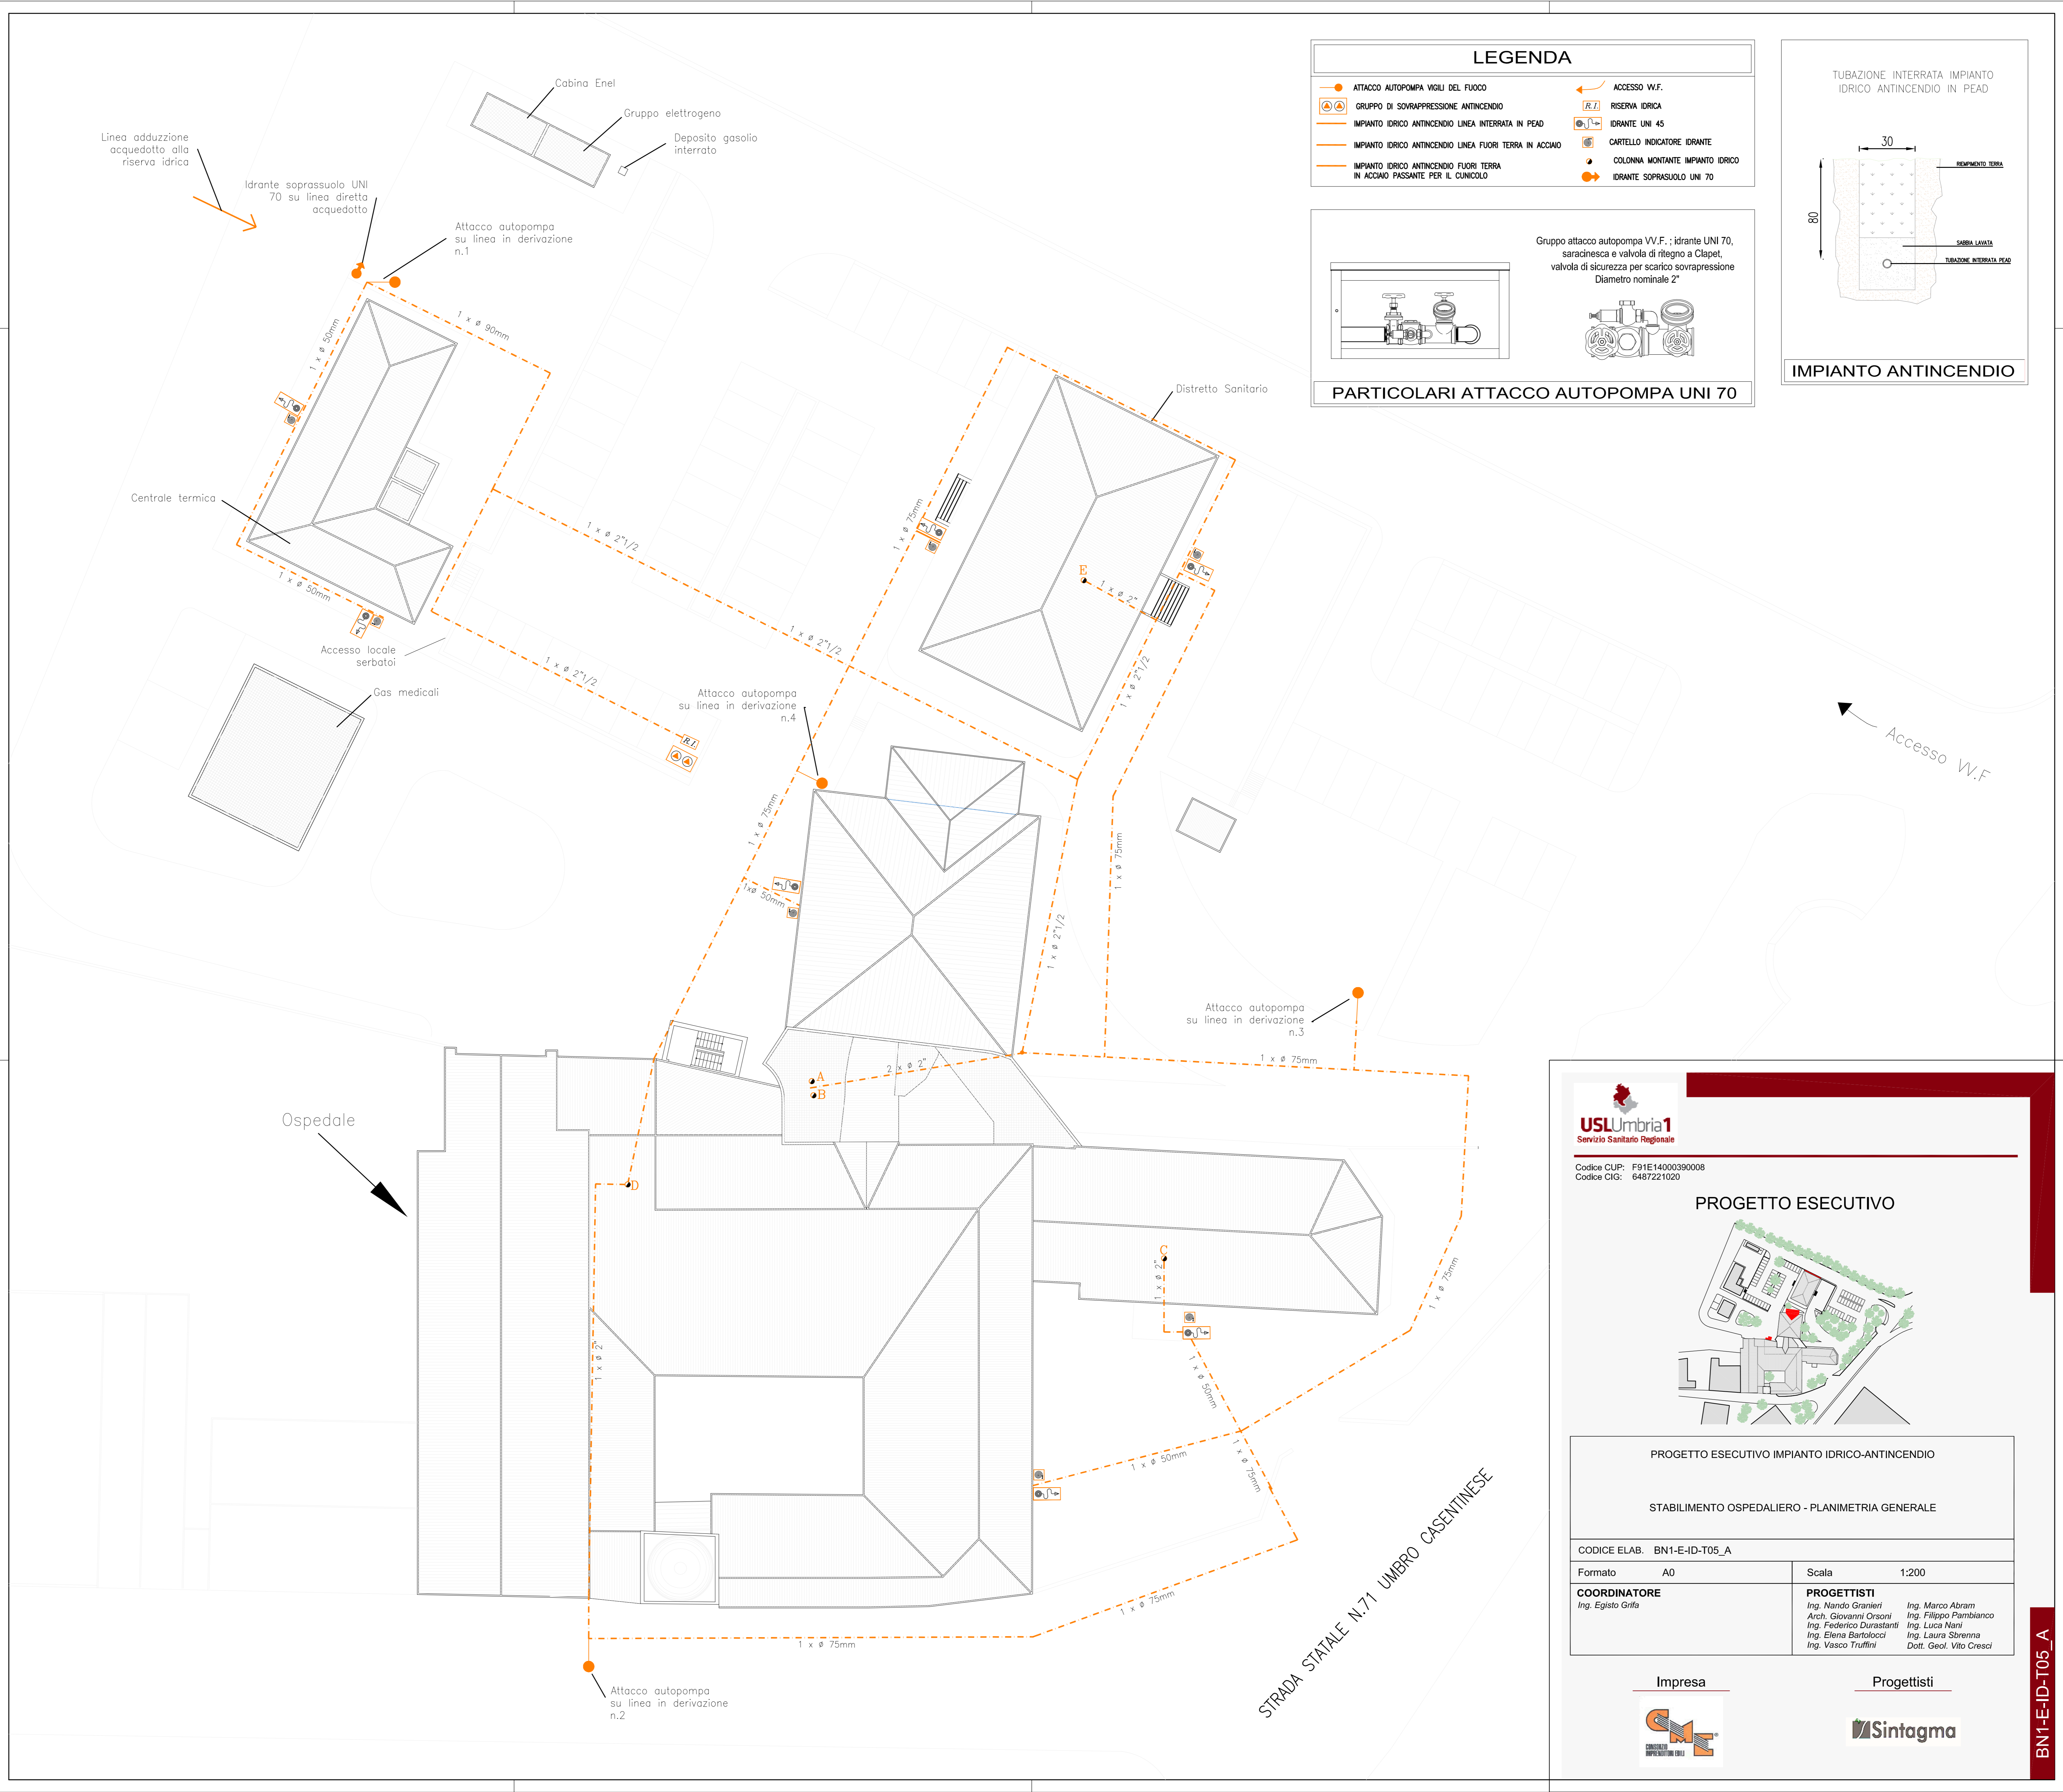 Cabina Enel
Gruppo elettrogeno
Deposito gasolio
interrato
Linea adduzzione
acquedotto alla
riserva idrica
Idrante soprassuolo UNI
70 su linea diretta
acquedotto
Attacco autopompa
su linea in derivazione
n.1
1 x ø 90mm
1 x ø 50mm
Centrale termica
1 x ø 50mm
Accesso locale
serbatoi
Gas medicali
1 x ø 2"1/2
1 x ø 2"1/2
1 x ø 2"1/2
R.I.
Distretto Sanitario
1 x ø 75mm
E
1 x ø 2"
1 x ø 2"1/2
Attacco autopompa
su linea in derivazione
n.4
1 x ø 75mm
1xø 50mm
1 x ø 75mm
1 x ø 2"1/2
Attacco autopompa
su linea in derivazione
n.3
1 x ø 75mm
2 x ø 2"
A
B
Ospedale
D
C
1 x ø 2"
1 x ø 75mm
1 x ø 2"
1 x ø 50mm
1 x ø 50mm
1 x ø 75mm
1 x ø 75mm
1 x ø 75mm
Attacco autopompa
su linea in derivazione
n.2
STRADA STATALE N.71 UMBRO CASENTINESE
Accesso VV.F
LEGENDA
ATTACCO AUTOPOMPA VIGILI DEL FUOCO
GRUPPO DI SOVRAPPRESSIONE ANTINCENDIO
IMPIANTO IDRICO ANTINCENDIO LINEA INTERRATA IN PEAD
IMPIANTO IDRICO ANTINCENDIO LINEA FUORI TERRA IN ACCIAIO
IMPIANTO IDRICO ANTINCENDIO FUORI TERRA
IN ACCIAIO PASSANTE PER IL CUNICOLO
ACCESSO VV.F.
R.I. RISERVA IDRICA
IDRANTE UNI 45
CARTELLO INDICATORE IDRANTE
COLONNA MONTANTE IMPIANTO IDRICO
IDRANTE SOPRASUOLO UNI 70
Gruppo attacco autopompa VV.F. ; idrante UNI 70,
saracinesca e valvola di ritegno a Clapet,
valvola di sicurezza per scarico sovrapressione
Diametro nominale 2"
PARTICOLARI ATTACCO AUTOPOMPA UNI 70
TUBAZIONE INTERRATA IMPIANTO
IDRICO ANTINCENDIO IN PEAD
30
80
RIEMPIMENTO TERRA
SABBIA LAVATA
TUBAZIONE INTERRATA PEAD
IMPIANTO ANTINCENDIO
USLUmbria1
Servizio Sanitario Regionale
Codice CUP: F91E14000390008
Codice CIG: 6487221020
PROGETTO ESECUTIVO
PROGETTO ESECUTIVO IMPIANTO IDRICO-ANTINCENDIO
STABILIMENTO OSPEDALIERO - PLANIMETRIA GENERALE
CODICE ELAB. BN1-E-ID-T05_A
Formato A0
Scala 1:200
COORDINATORE
Ing. Egisto Grifa
PROGETTISTI
Ing. Nando Granieri
Arch. Giovanni Orsoni
Ing. Federico Durastanti
Ing. Elena Bartolocci
Ing. Vasco Truffini
Ing. Marco Abram
Ing. Filippo Pambianco
Ing. Luca Nani
Ing. Laura Sbrenna
Dott. Geol. Vito Cresci
Impresa
Progettisti
CME
CONSORZIO
IMPRENDITORI EDILI
Sintagma
BN1-E-ID-T05_A